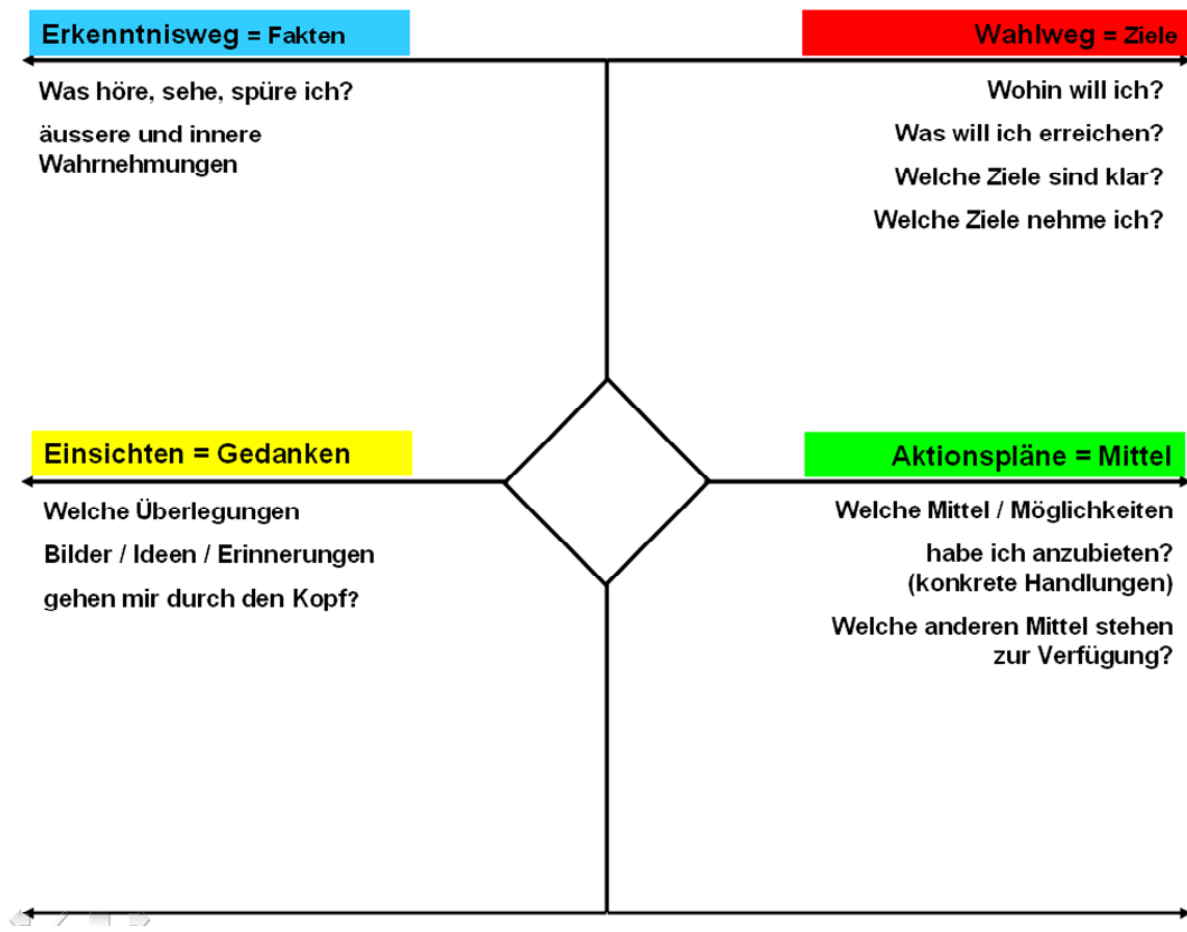 Erkenntnisweg = Fakten
Was höre, sehe, spüre ich?
äussere und innere
Wahrnehmungen
Wahlweg = Ziele
Wohin will ich?
Was will ich erreichen?
Welche Ziele sind klar?
Welche Ziele nehme ich?
Einsichten = Gedanken
Welche Überlegungen
Bilder / Ideen / Erinnerungen
gehen mir durch den Kopf?
Aktionspläne = Mittel
Welche Mittel / Möglichkeiten
habe ich anzubieten?
(konkrete Handlungen)
Welche anderen Mittel stehen
zur Verfügung?